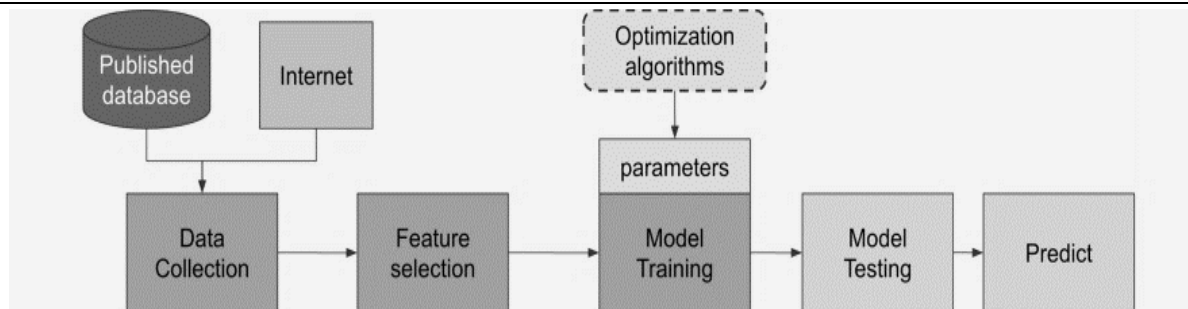 Published
database
Internet
Optimization
algorithms
parameters
Data
Collection
Feature
selection
Model
Training
Model
Testing
Predict